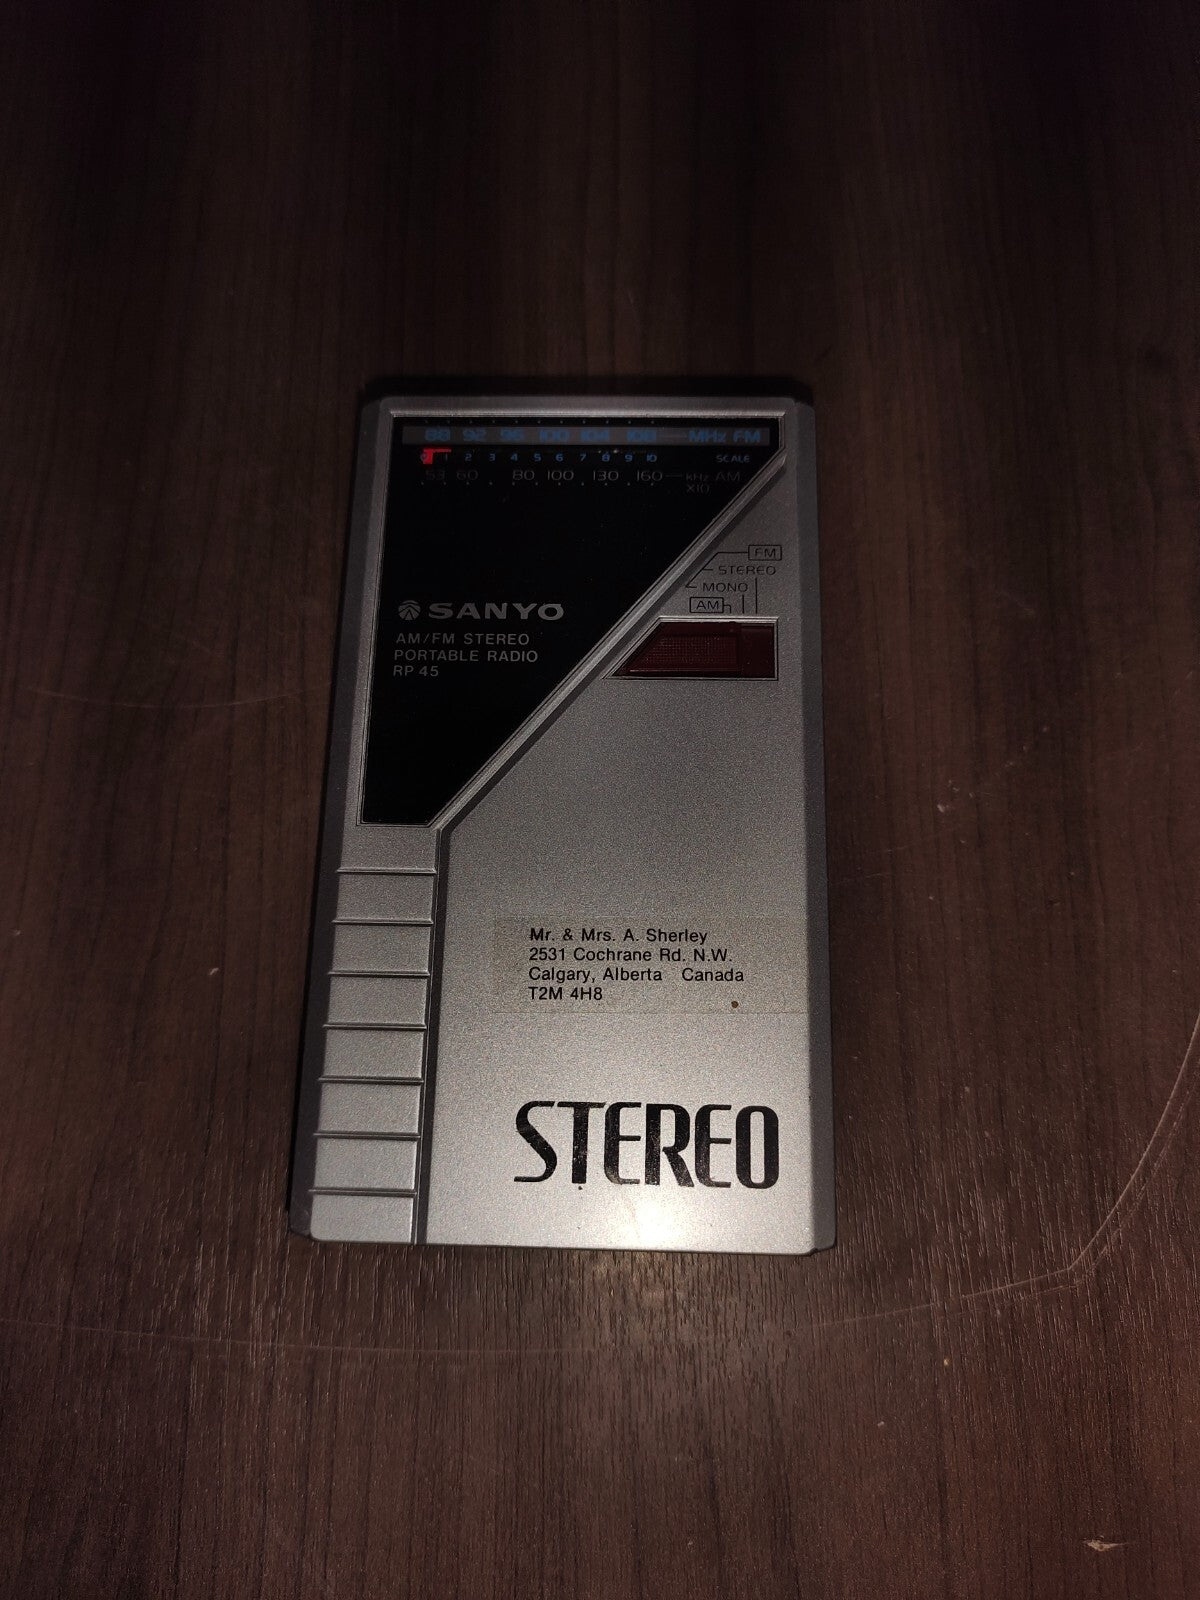 88 92 96 100 104 108 MHz FM
0 1 2 3 4 5 6 7 8 9 10 SCALE
53 60 80 100 130 160 kHz AM
X10
FM
STEREO
MONO
AM
SANYO
AM/FM STEREO
PORTABLE RADIO
RP 45
Mr. & Mrs. A. Sherley
2531 Cochrane Rd. N.W.
Calgary, Alberta Canada
T2M 4H8
STEREO